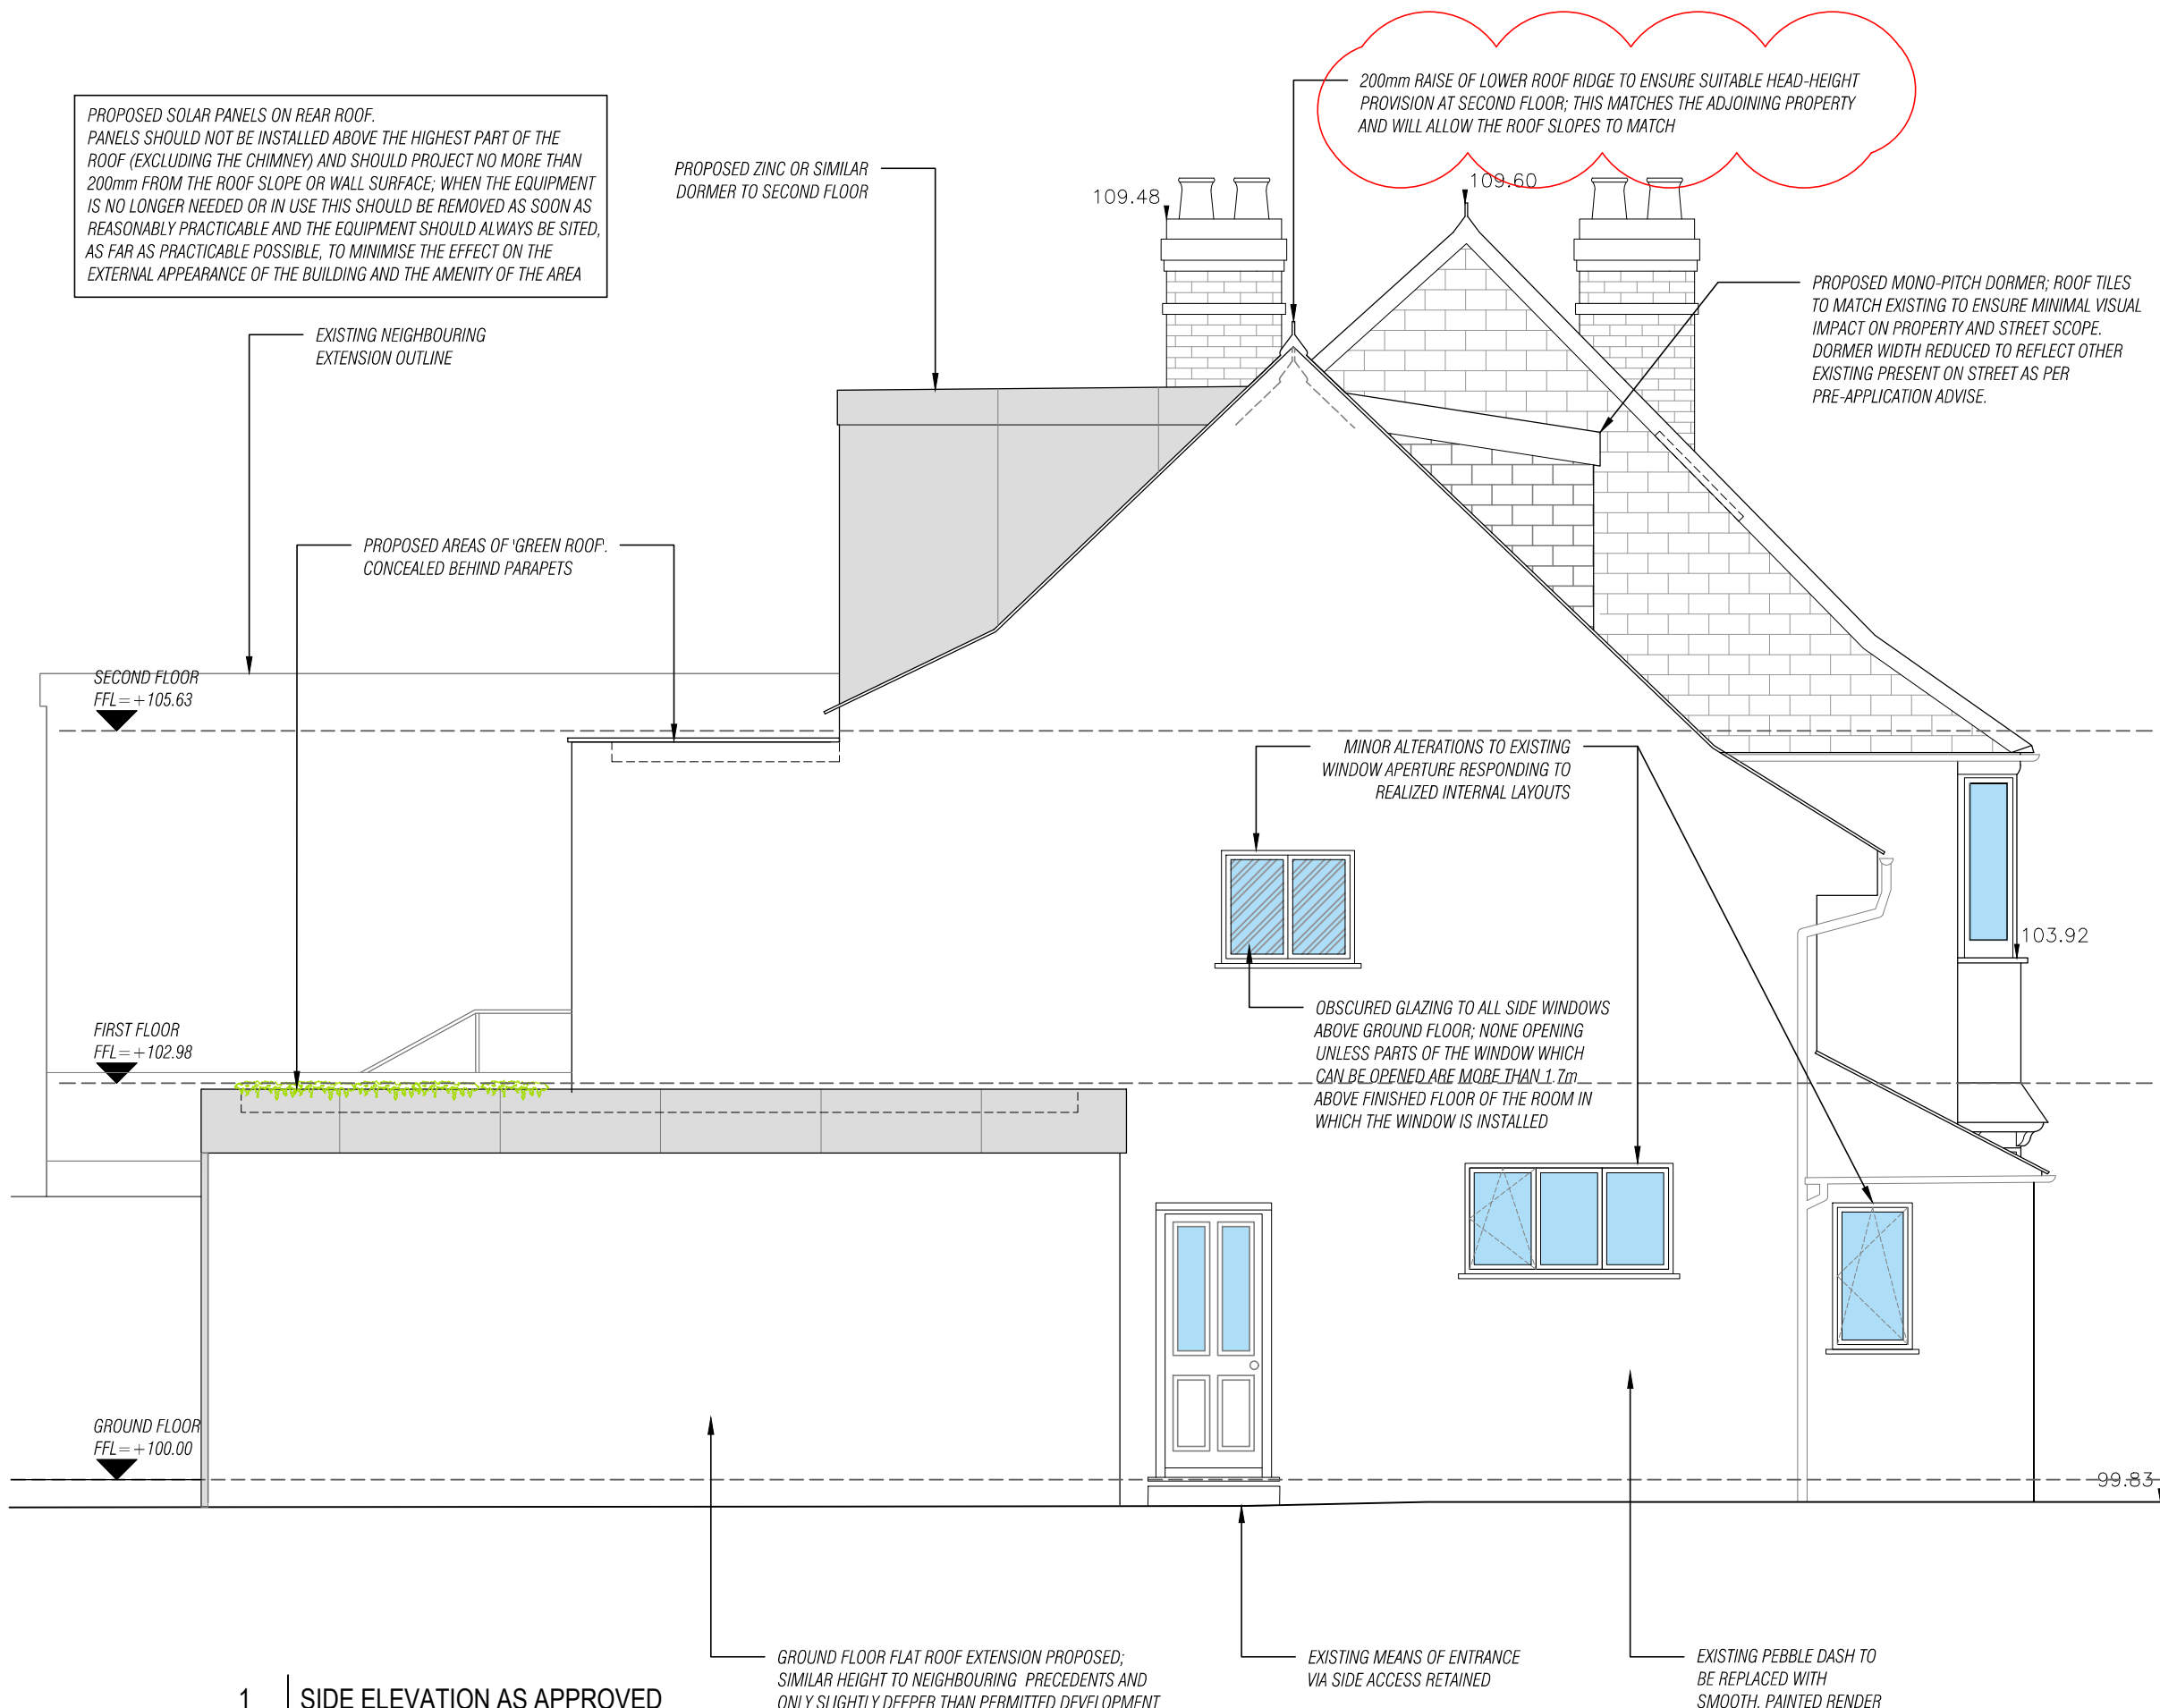 200mm RAISE OF LOWER ROOF RIDGE TO ENSURE SUITABLE HEAD-HEIGHT
PROVISION AT SECOND FLOOR; THIS MATCHES THE ADJOINING PROPERTY
AND WILL ALLOW THE ROOF SLOPES TO MATCH
PROPOSED SOLAR PANELS ON REAR ROOF.
PANELS SHOULD NOT BE INSTALLED ABOVE THE HIGHEST PART OF THE
ROOF (EXCLUDING THE CHIMNEY) AND SHOULD PROJECT NO MORE THAN
200mm FROM THE ROOF SLOPE OR WALL SURFACE; WHEN THE EQUIPMENT
IS NO LONGER NEEDED OR IN USE THIS SHOULD BE REMOVED AS SOON AS
REASONABLY PRACTICABLE AND THE EQUIPMENT SHOULD ALWAYS BE SITED,
AS FAR AS PRACTICABLE POSSIBLE, TO MINIMISE THE EFFECT ON THE
EXTERNAL APPEARANCE OF THE BUILDING AND THE AMENITY OF THE AREA
PROPOSED ZINC OR SIMILAR
DORMER TO SECOND FLOOR
109.48
109.60
PROPOSED MONO-PITCH DORMER; ROOF TILES
TO MATCH EXISTING TO ENSURE MINIMAL VISUAL
IMPACT ON PROPERTY AND STREET SCOPE.
DORMER WIDTH REDUCED TO REFLECT OTHER
EXISTING PRESENT ON STREET AS PER
PRE-APPLICATION ADVISE.
EXISTING NEIGHBOURING
EXTENSION OUTLINE
PROPOSED AREAS OF 'GREEN ROOF'.
CONCEALED BEHIND PARAPETS
SECOND FLOOR
FFL=+105.63
MINOR ALTERATIONS TO EXISTING
WINDOW APERTURE RESPONDING TO
REALIZED INTERNAL LAYOUTS
103.92
OBSCURED GLAZING TO ALL SIDE WINDOWS
ABOVE GROUND FLOOR; NONE OPENING
UNLESS PARTS OF THE WINDOW WHICH
CAN BE OPENED ARE MORE THAN 1.7m
ABOVE FINISHED FLOOR OF THE ROOM IN
WHICH THE WINDOW IS INSTALLED
FIRST FLOOR
FFL=+102.98
GROUND FLOOR
FFL=+100.00
99.83
GROUND FLOOR FLAT ROOF EXTENSION PROPOSED;
SIMILAR HEIGHT TO NEIGHBOURING PRECEDENTS AND
ONLY SLIGHTLY DEEPER THAN PERMITTED DEVELOPMENT
EXISTING MEANS OF ENTRANCE
VIA SIDE ACCESS RETAINED
EXISTING PEBBLE DASH TO
BE REPLACED WITH
SMOOTH, PAINTED RENDER
1 SIDE ELEVATION AS APPROVED